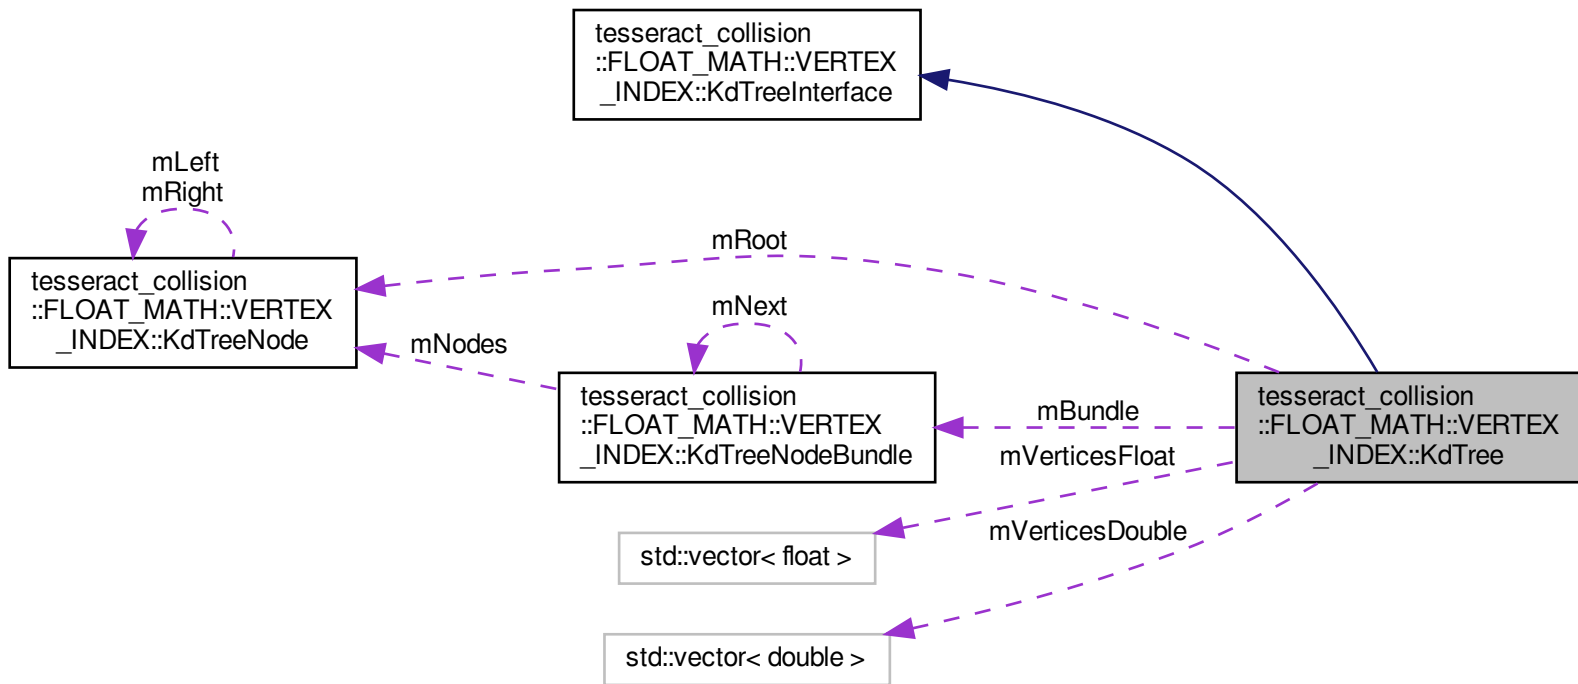 tesseract_collision
::FLOAT_MATH::VERTEX
_INDEX::KdTreeInterface
mLeft
mRight
tesseract_collision
::FLOAT_MATH::VERTEX
_INDEX::KdTreeNode
mRoot
mNext
mNodes
tesseract_collision
::FLOAT_MATH::VERTEX
_INDEX::KdTreeNodeBundle
mBundle
mVerticesFloat
mVerticesDouble
tesseract_collision
::FLOAT_MATH::VERTEX
_INDEX::KdTree
std::vector< float >
std::vector< double >